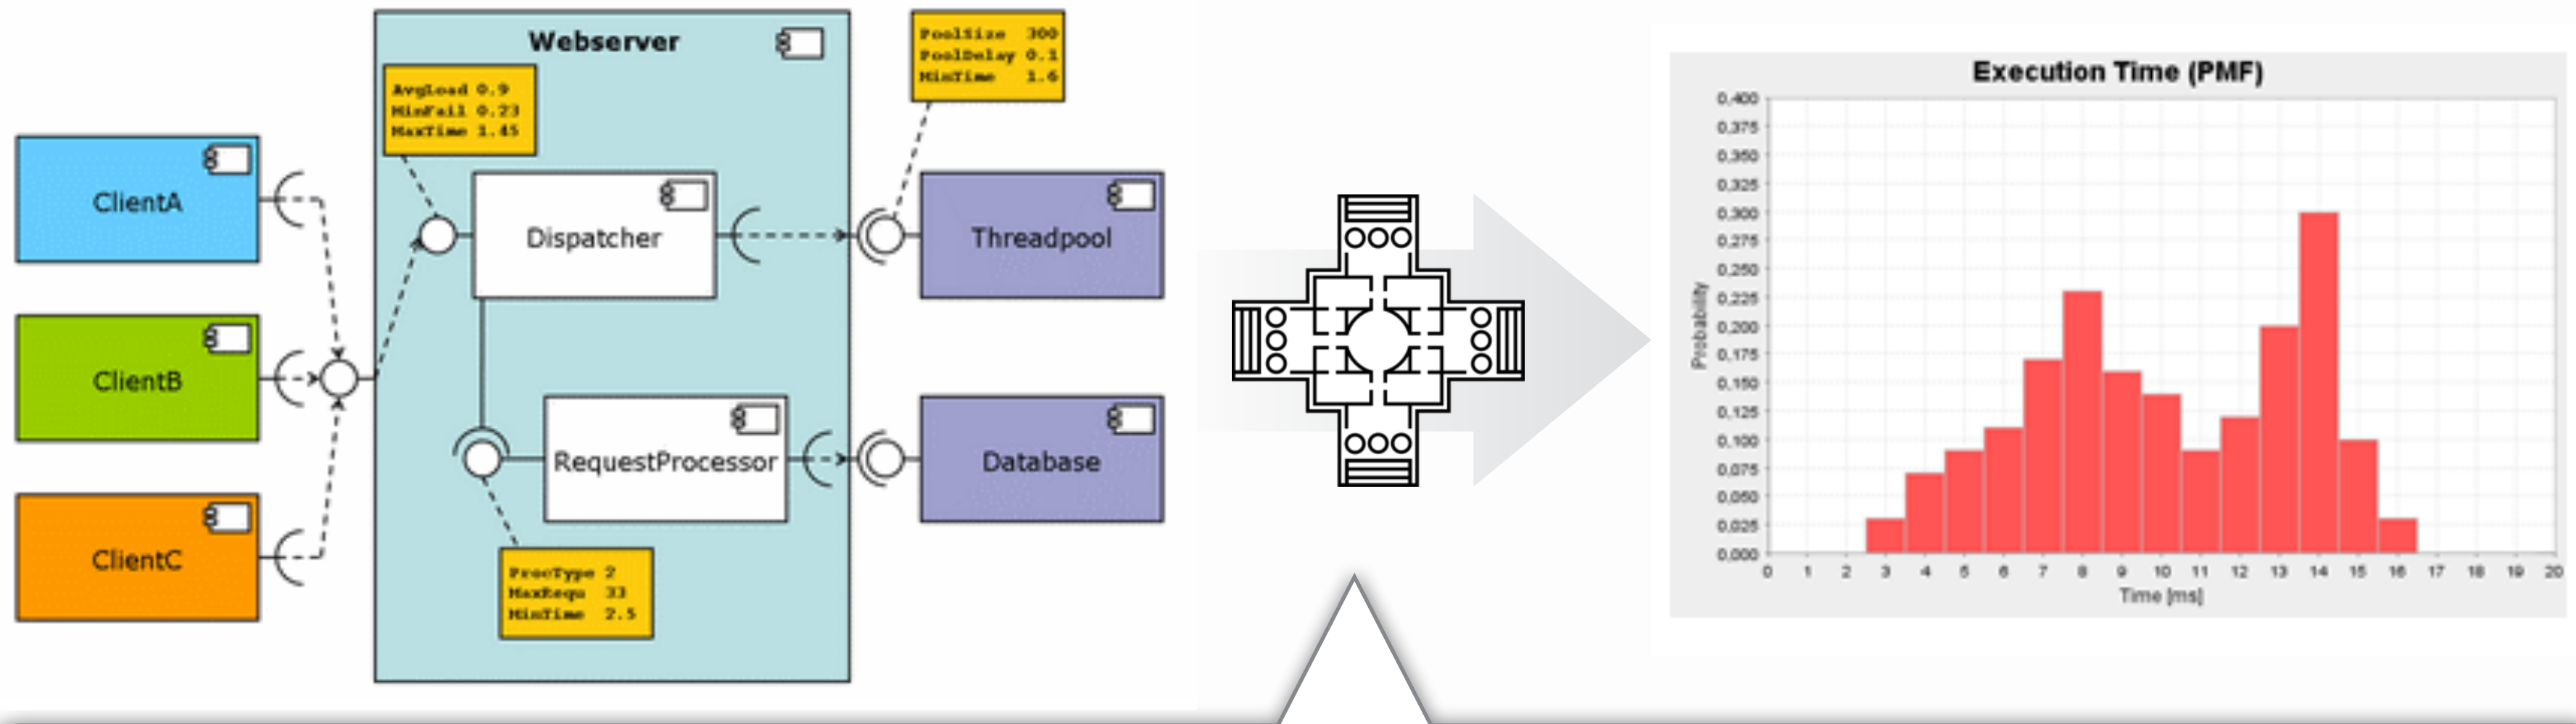 Webserver
AvgLoad 0.9
MinFail 0.23
MaxTime 1.45
PoolSize 300
PoolDelay 0.1
MinTime 1.6
ClientA
ClientB
ClientC
Dispatcher
Threadpool
RequestProcessor
Database
ProcType 2
MaxRequ 33
MinTime 2.5
Execution Time (PMF)
0,400
0,375
0,350
0,325
0,300
0,275
0,250
0,225
0,200
0,175
0,150
0,125
0,100
0,075
0,050
0,025
0,000
Probability
0 1 2 3 4 5 6 7 8 9 10 11 12 13 14 15 16 17 18 19 20
Time [ms]